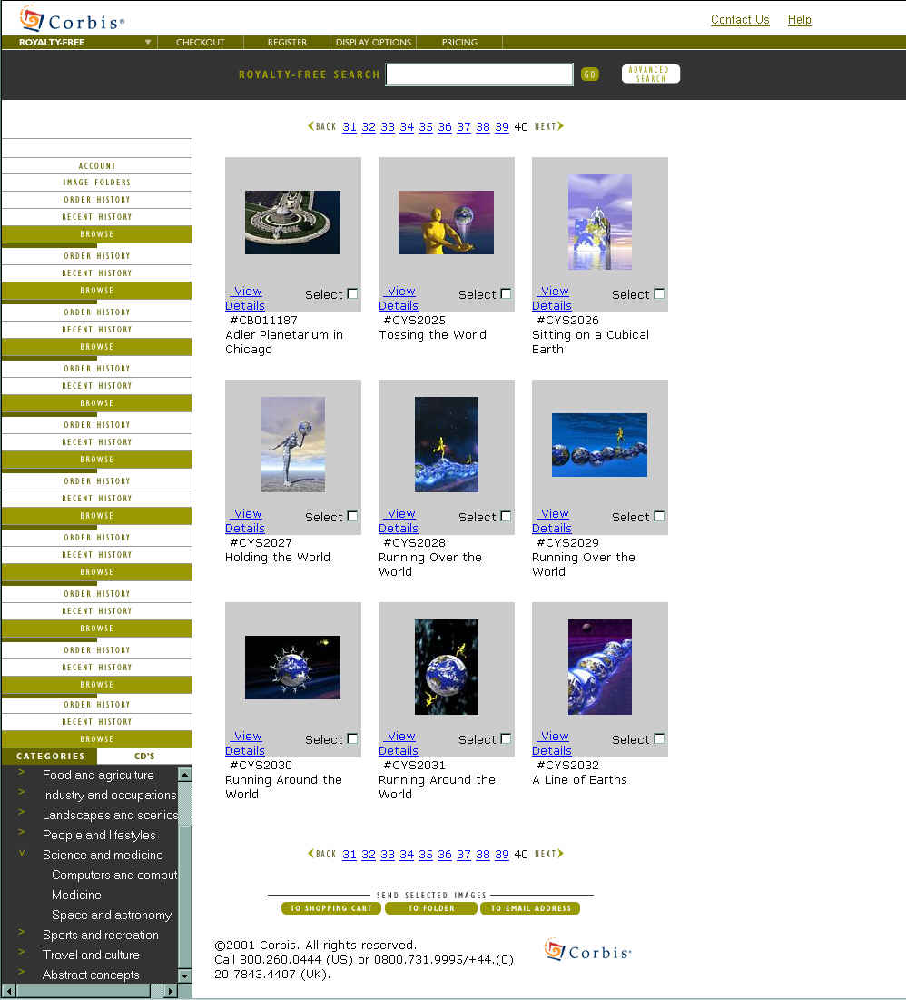 Corbis®
Contact Us Help
ROYALTY-FREE CHECKOUT REGISTER DISPLAY OPTIONS PRICING
ROYALTY-FREE SEARCH GO ADVANCED SEARCH
BACK 31 32 33 34 35 36 37 38 39 40 NEXT
ACCOUNT
IMAGE FOLDERS
ORDER HISTORY
RECENT HISTORY
BROWSE
ORDER HISTORY
RECENT HISTORY
BROWSE
ORDER HISTORY
RECENT HISTORY
BROWSE
ORDER HISTORY
RECENT HISTORY
BROWSE
ORDER HISTORY
RECENT HISTORY
BROWSE
ORDER HISTORY
RECENT HISTORY
BROWSE
ORDER HISTORY
RECENT HISTORY
BROWSE
ORDER HISTORY
RECENT HISTORY
BROWSE
ORDER HISTORY
RECENT HISTORY
BROWSE
ORDER HISTORY
RECENT HISTORY
BROWSE
CATEGORIES CD'S
> Food and agriculture
> Industry and occupations
> Landscapes and scenics
> People and lifestyles
v Science and medicine
Computers and comput
Medicine
Space and astronomy
> Sports and recreation
> Travel and culture
> Abstract concepts
View Details Select
#CB011187
Adler Planetarium in
Chicago
View Details Select
#CYS2025
Tossing the World
View Details Select
#CYS2026
Sitting on a Cubical
Earth
View Details Select
#CYS2027
Holding the World
View Details Select
#CYS2028
Running Over the
World
View Details Select
#CYS2029
Running Over the
World
View Details Select
#CYS2030
Running Around the
World
View Details Select
#CYS2031
Running Around the
World
View Details Select
#CYS2032
A Line of Earths
BACK 31 32 33 34 35 36 37 38 39 40 NEXT
SEND SELECTED IMAGES
TO SHOPPING CART TO FOLDER TO EMAIL ADDRESS
©2001 Corbis. All rights reserved.
Call 800.260.0444 (US) or 0800.731.9995/+44.(0)
20.7843.4407 (UK).
Corbis®